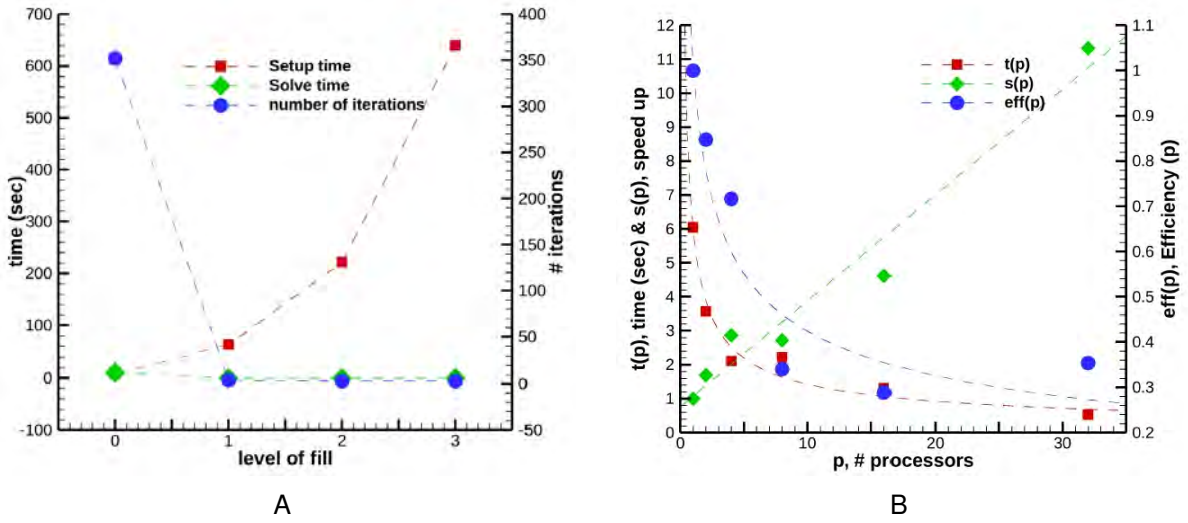 700
600
500
400
300
200
100
0
-100
time (sec)
400
350
300
250
200
150
100
50
0
-50
# iterations
Setup time
Solve time
number of iterations
0 1 2 3
level of fill
A
12
11
10
9
8
7
6
5
4
3
2
1
0
t(p), time (sec) & s(p), speed up
1.1
1
0.9
0.8
0.7
0.6
0.5
0.4
0.3
0.2
eff(p), Efficiency (p)
t(p)
s(p)
eff(p)
0 10 20 30
p, # processors
B